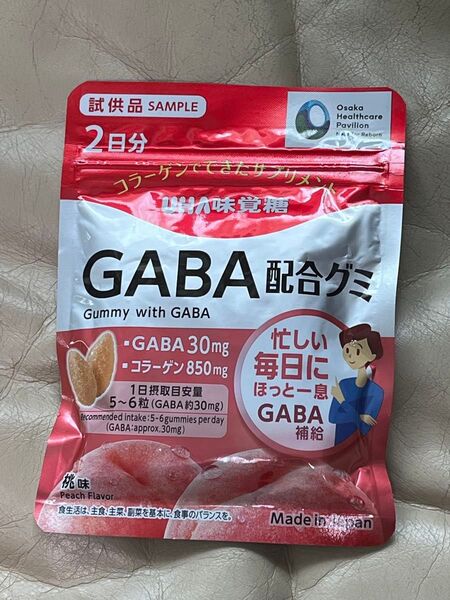 試供品 SAMPLE
2日分
Osaka
Healthcare
Pavilion
Nest for Reborn
コラーゲンでできたサプリメント
UHA味覚糖
GABA配合グミ
Gummy with GABA
・GABA 30mg
・コラーゲン 850mg
1日摂取目安量
5~6粒(GABA約30mg)
Recommended intake:5-6gummies per day
(GABA:approx.30mg)
忙しい
毎日に
ほっと一息
GABA
補給
桃味
Peach Flavor
食生活は、主食、主菜、副菜を基本に、食事のバランスを。
Made in Japan